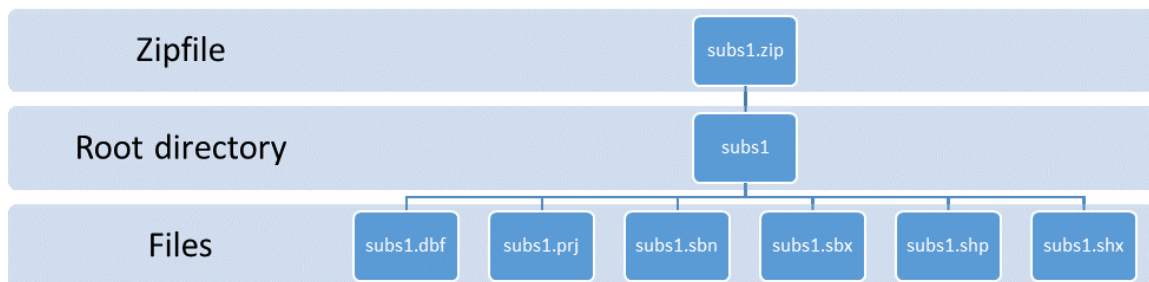 Zipfile
subs1.zip
Root directory
subs1
Files
subs1.dbf
subs1.prj
subs1.sbn
subs1.sbx
subs1.shp
subs1.shx